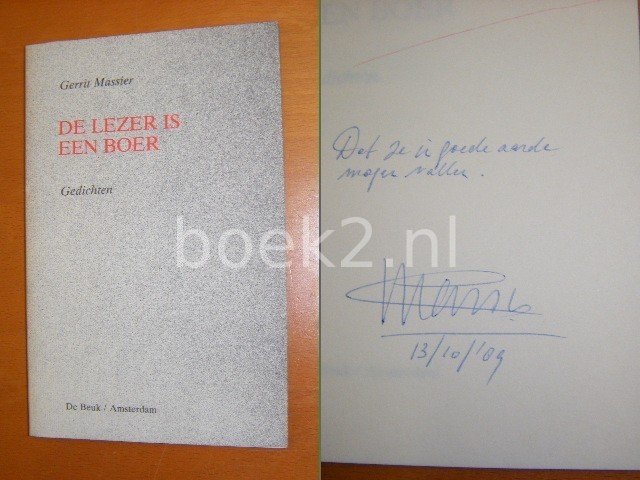 Gerrit Massier
DE LEZER IS
EEN BOER
Gedichten
De Beuk / Amsterdam
Dat ze in goede aarde
mogen vallen.
13/10/'09
boek2.nl